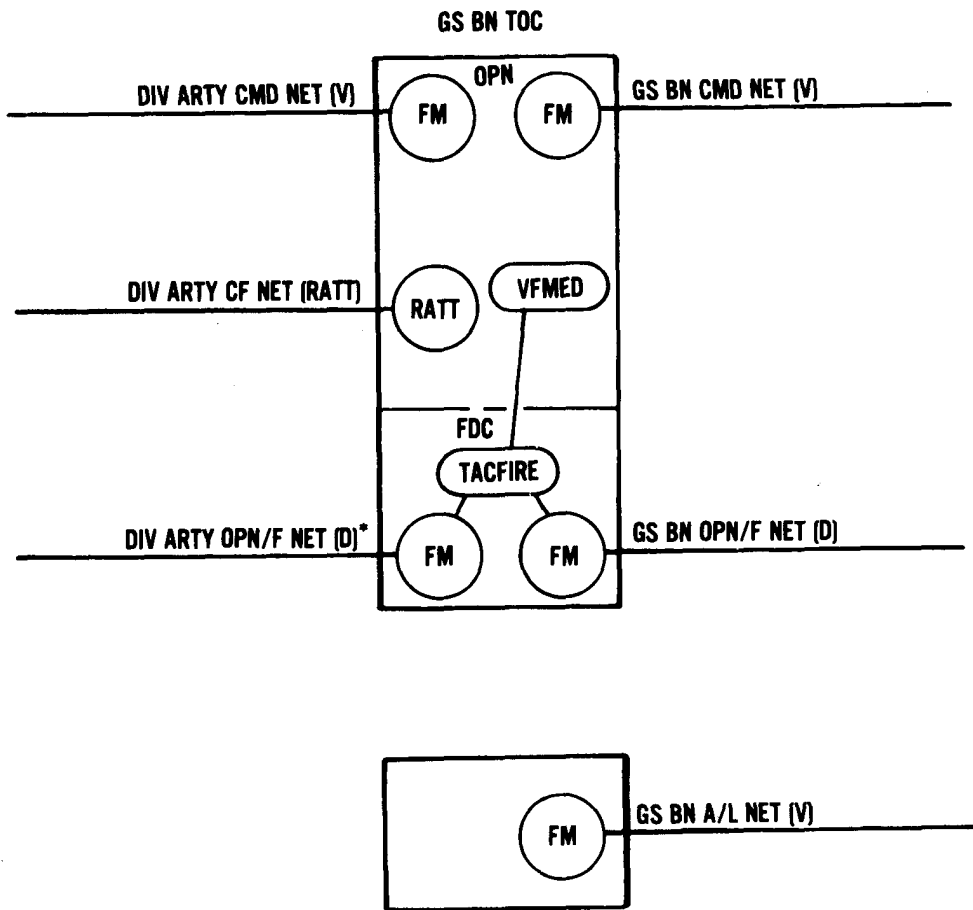 GS BN TOC
OPN
DIV ARTY CMD NET (V)
FM
FM
GS BN CMD NET (V)
DIV ARTY CF NET (RATT)
RATT
VFMED
FDC
TACFIRE
DIV ARTY OPN/F NET (D)*
FM
FM
GS BN OPN/F NET (D)
FM
GS BN A/L NET (V)